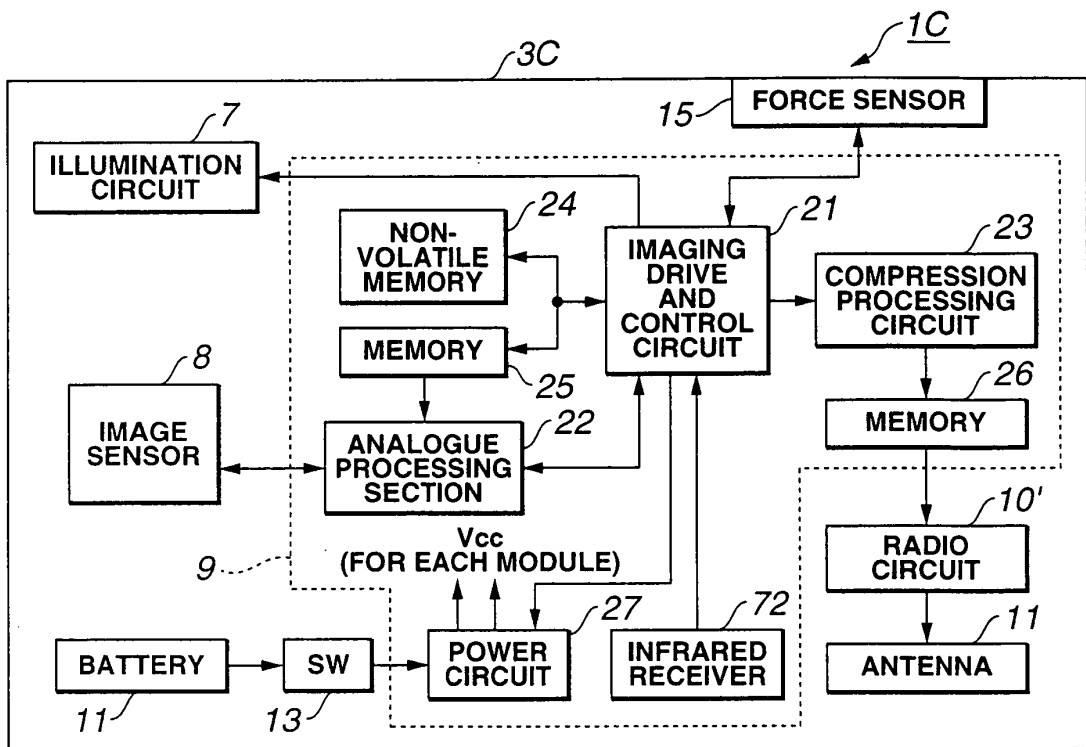 1C
3C
FORCE SENSOR
15
7
ILLUMINATION
CIRCUIT
24
NON-
VOLATILE
MEMORY
21
IMAGING
DRIVE
AND
CONTROL
CIRCUIT
23
COMPRESSION
PROCESSING
CIRCUIT
MEMORY
25
26
MEMORY
8
IMAGE
SENSOR
22
ANALOGUE
PROCESSING
SECTION
9
Vcc
(FOR EACH MODULE)
10'
RADIO
CIRCUIT
27
POWER
CIRCUIT
72
INFRARED
RECEIVER
11
ANTENNA
BATTERY
11
SW
13